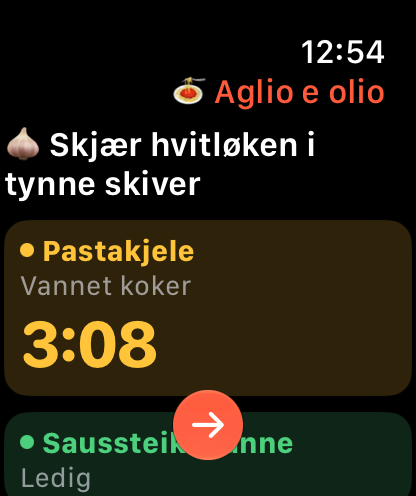 12:54
Aglio e olio
Skjær hvitløken i
tynne skiver
Pastakjele
Vannet koker
3:08
Ledig